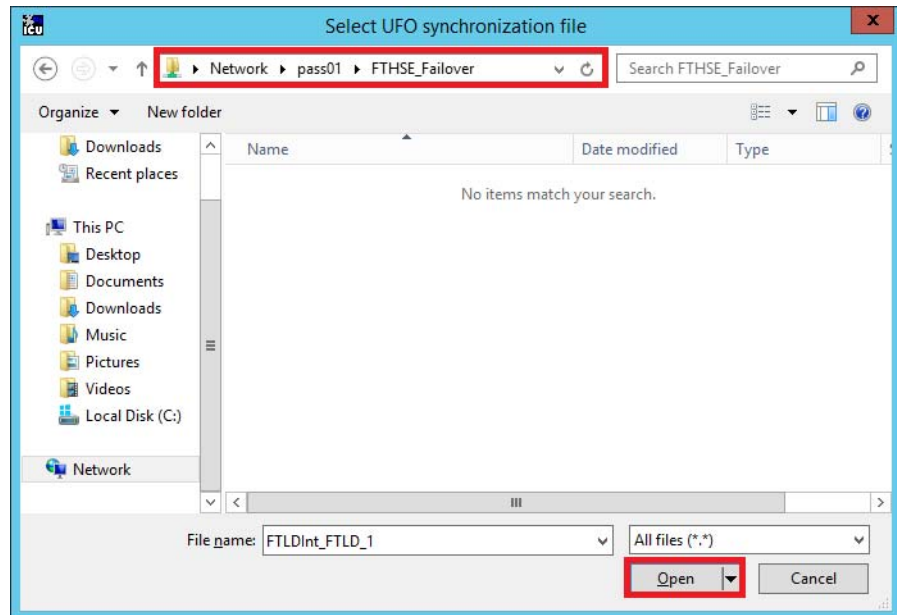 ICU
Select UFO synchronization file
x
Network ▸ pass01 ▸ FTHSE_Failover
Search FTHSE_Failover
Organize
New folder
Name
Date modified
Type
Downloads
Recent places
No items match your search.
This PC
Desktop
Documents
Downloads
Music
Pictures
Videos
Local Disk (C:)
Network
File name: FTLDInt_FTLD_1
All files (*.*)
Open
Cancel